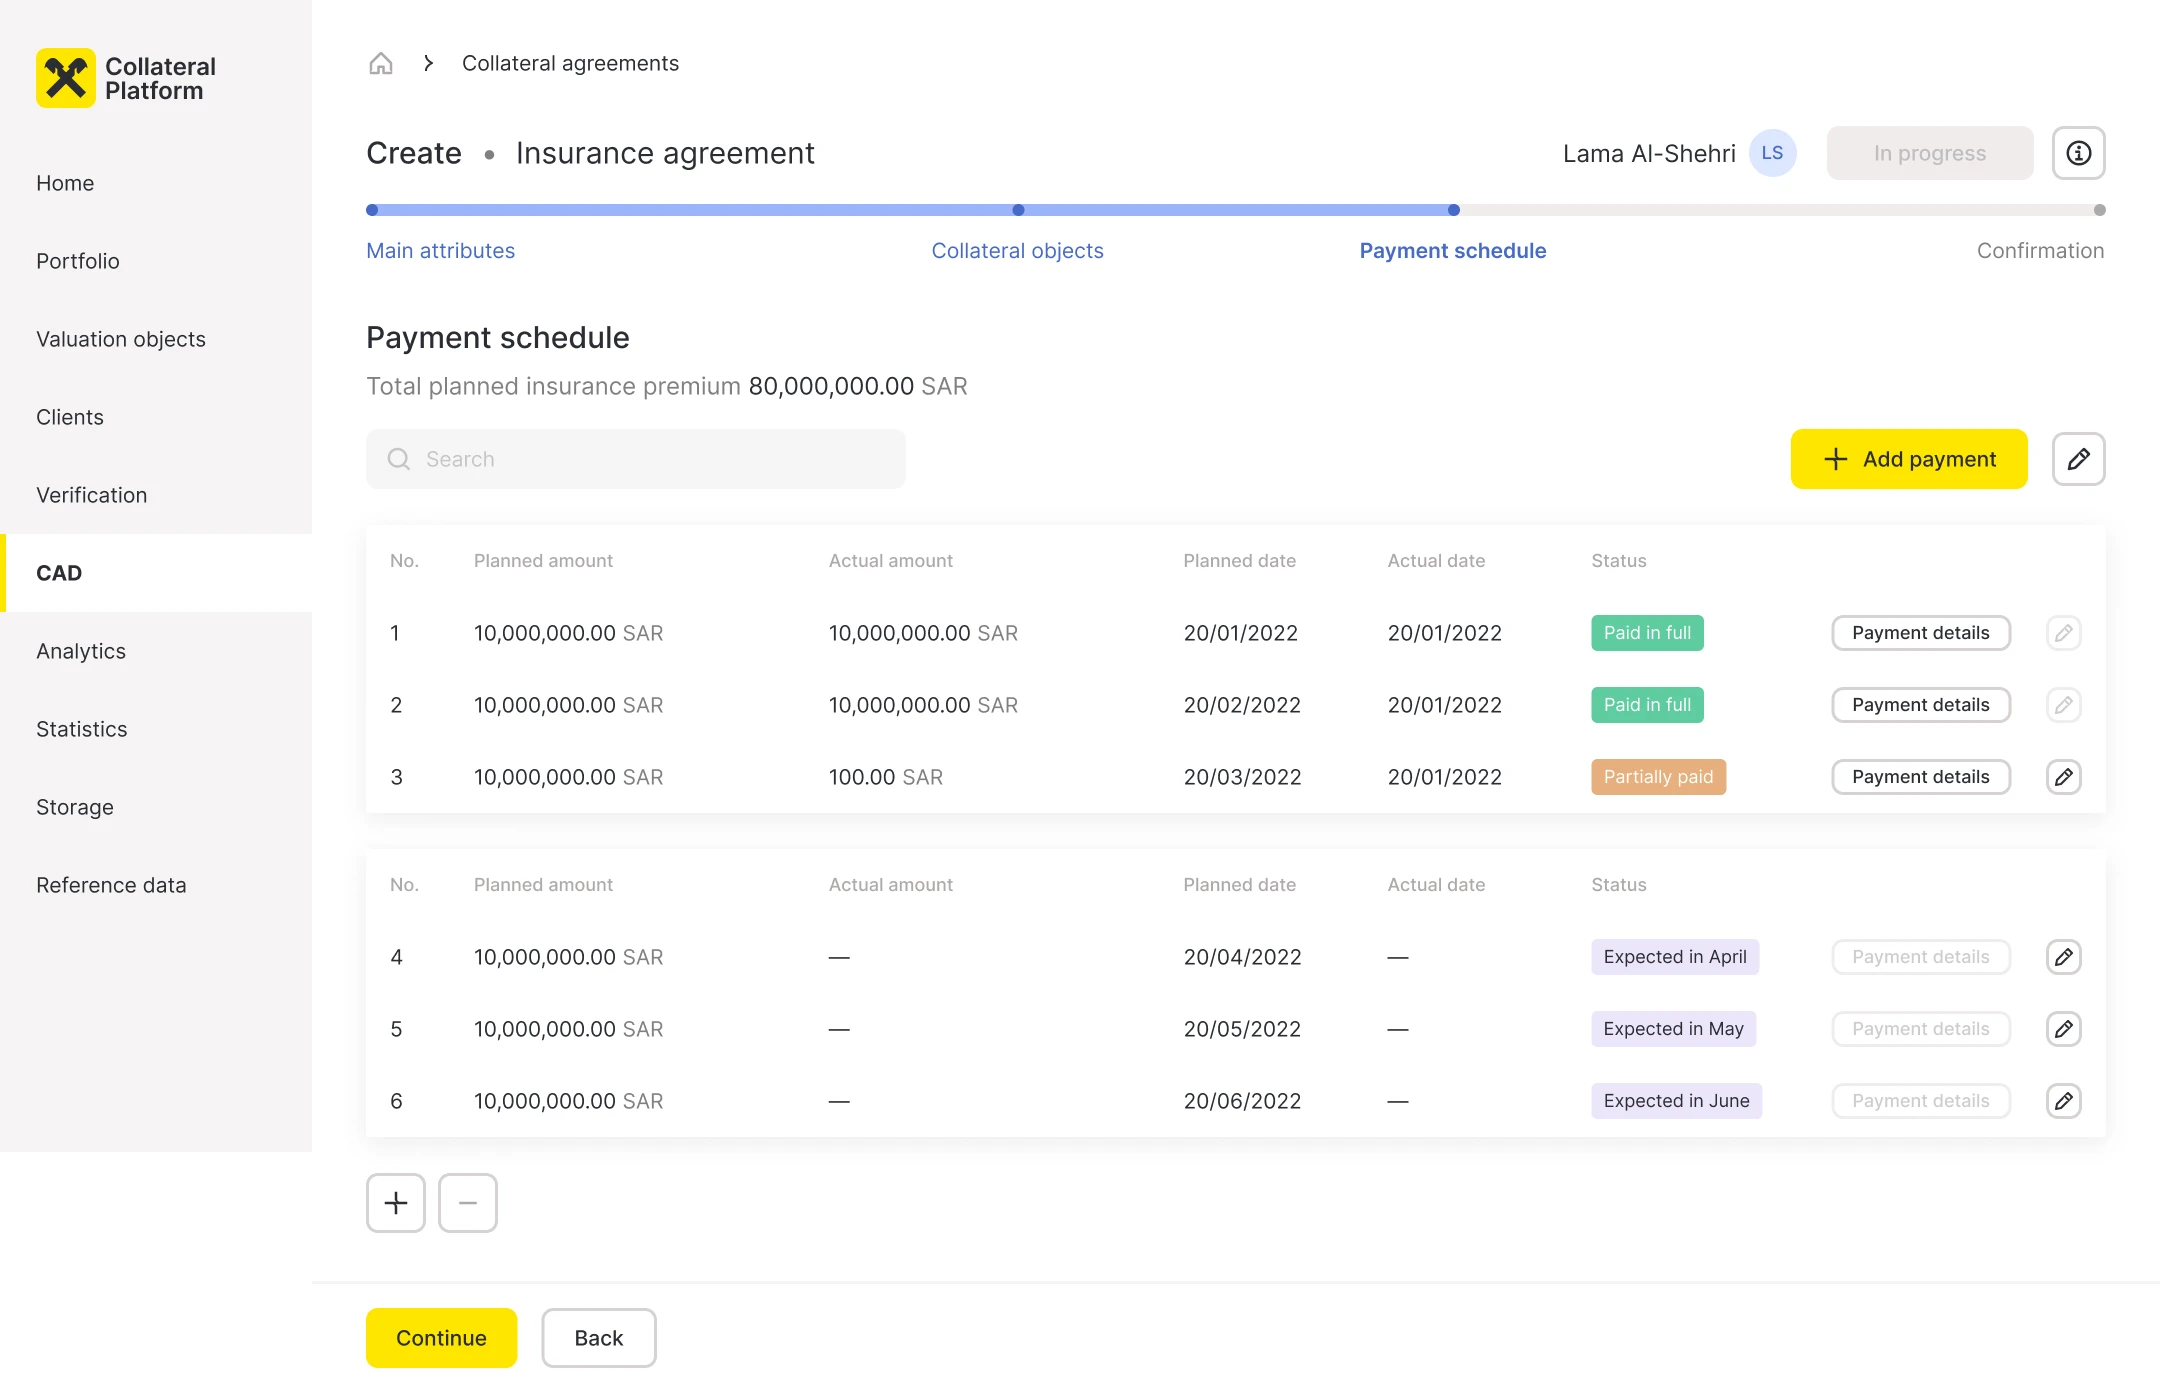 Collateral
Platform
Home
Portfolio
Valuation objects
Clients
Verification
CAD
Analytics
Statistics
Storage
Reference data
Collateral agreements
Create • Insurance agreement
Lama Al-Shehri LS In progress
Main attributes Collateral objects Payment schedule Confirmation
Payment schedule
Total planned insurance premium 80,000,000.00 SAR
Search
Add payment
No. Planned amount Actual amount Planned date Actual date Status
1 10,000,000.00 SAR 10,000,000.00 SAR 20/01/2022 20/01/2022 Paid in full Payment details
2 10,000,000.00 SAR 10,000,000.00 SAR 20/02/2022 20/01/2022 Paid in full Payment details
3 10,000,000.00 SAR 100.00 SAR 20/03/2022 20/01/2022 Partially paid Payment details
No. Planned amount Actual amount Planned date Actual date Status
4 10,000,000.00 SAR — 20/04/2022 — Expected in April Payment details
5 10,000,000.00 SAR — 20/05/2022 — Expected in May Payment details
6 10,000,000.00 SAR — 20/06/2022 — Expected in June Payment details
Continue Back